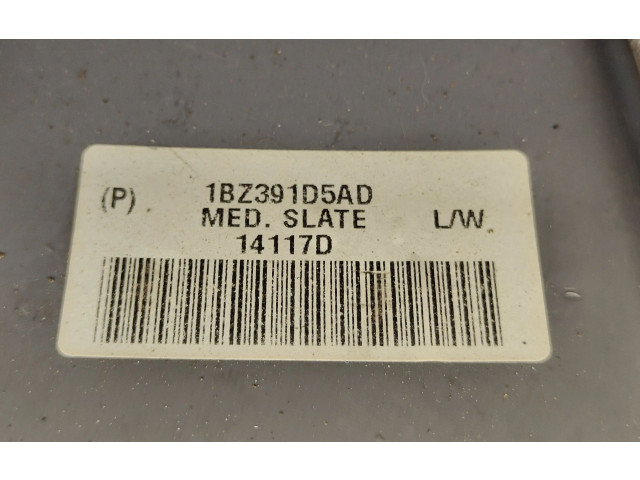 (P) 1BZ391D5AD
MED. SLATE L/W
14117D